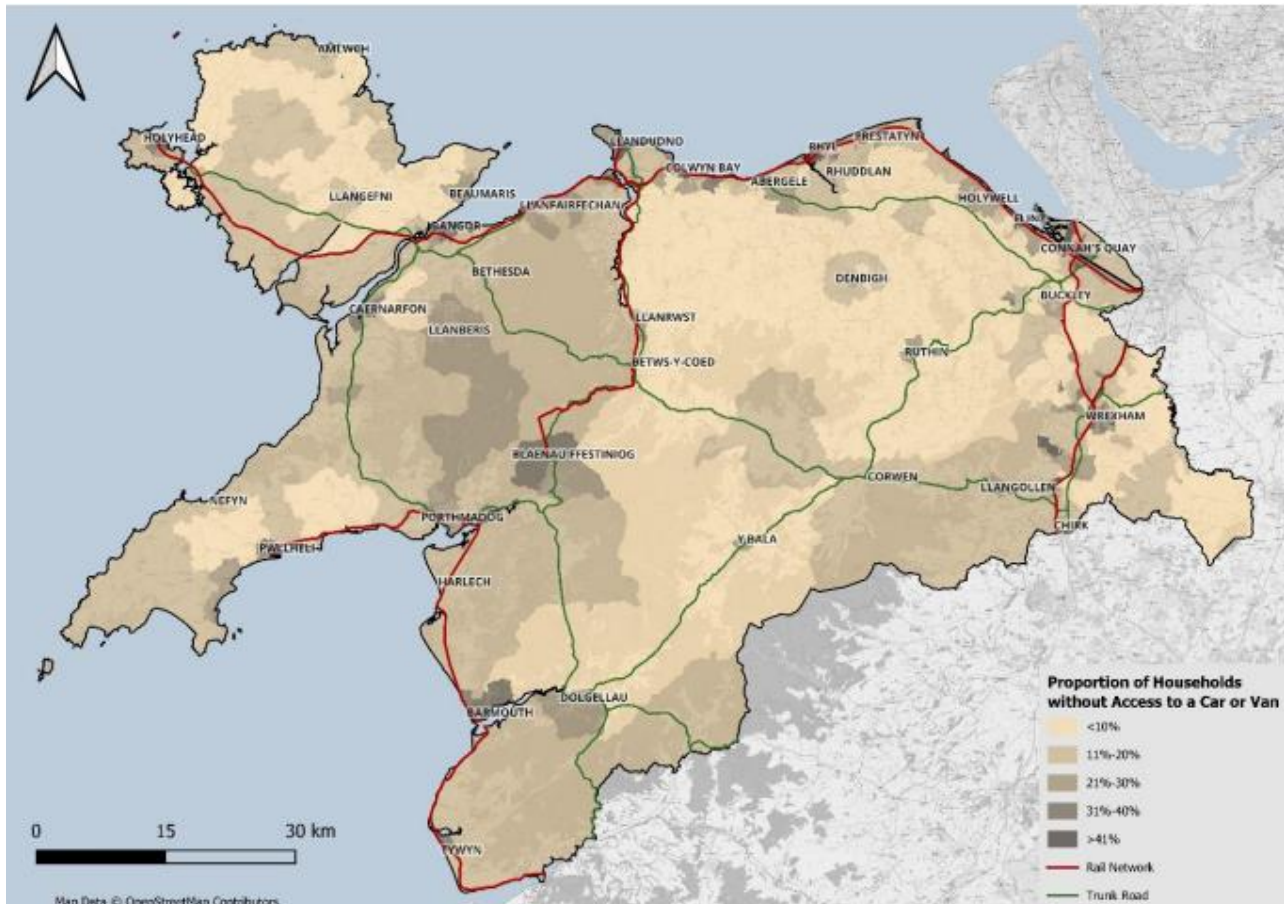 AMLWCH
HOLYHEAD
LLANDUDNO
PRESTATYN
RHYL
COLWYN BAY
RHUDDLAN
ABERGELE
LLANGEFNI
BEAUMARIS
HOLYWELL
LLANFAIRFECHAN
FLINT
BANGOR
CONNAH'S QUAY
BETHESDA
DENBIGH
BUCKLEY
CAERNARFON
LLANBERIS
LLANRWST
RUTHIN
BETWS-Y-COED
WREXHAM
BLAENAU FFESTINIOG
CORWEN
LLANGOLLEN
NEFYN
PORTHMADOG
CHIRK
PWLLHELI
Y BALA
HARLECH
DOLGELLAU
BARMOUTH
TYWYN
Proportion of Households
without Access to a Car or Van
<10%
11%-20%
21%-30%
31%-40%
>41%
Rail Network
Trunk Road
0 15 30 km
Map Data © OpenStreetMap Contributors